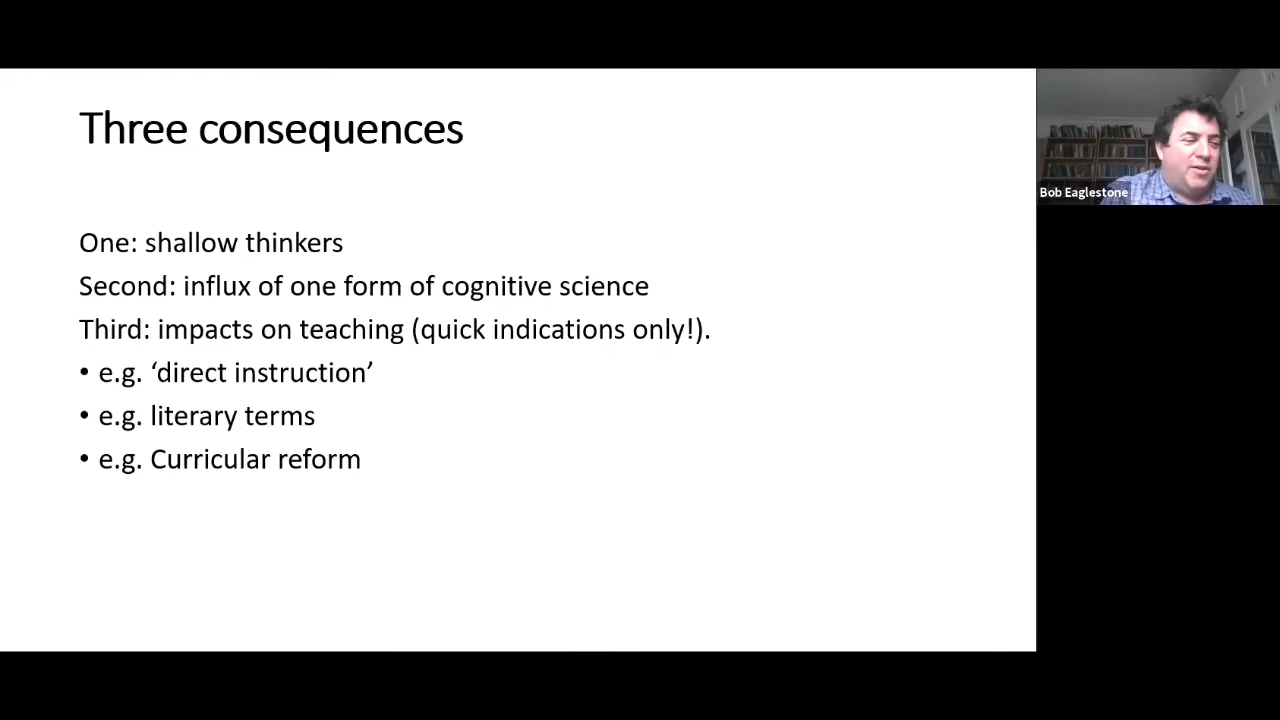 Three consequences
One: shallow thinkers
Second: influx of one form of cognitive science
Third: impacts on teaching (quick indications only!).
• e.g. ‘direct instruction’
• e.g. literary terms
• e.g. Curricular reform
Bob Eaglestone